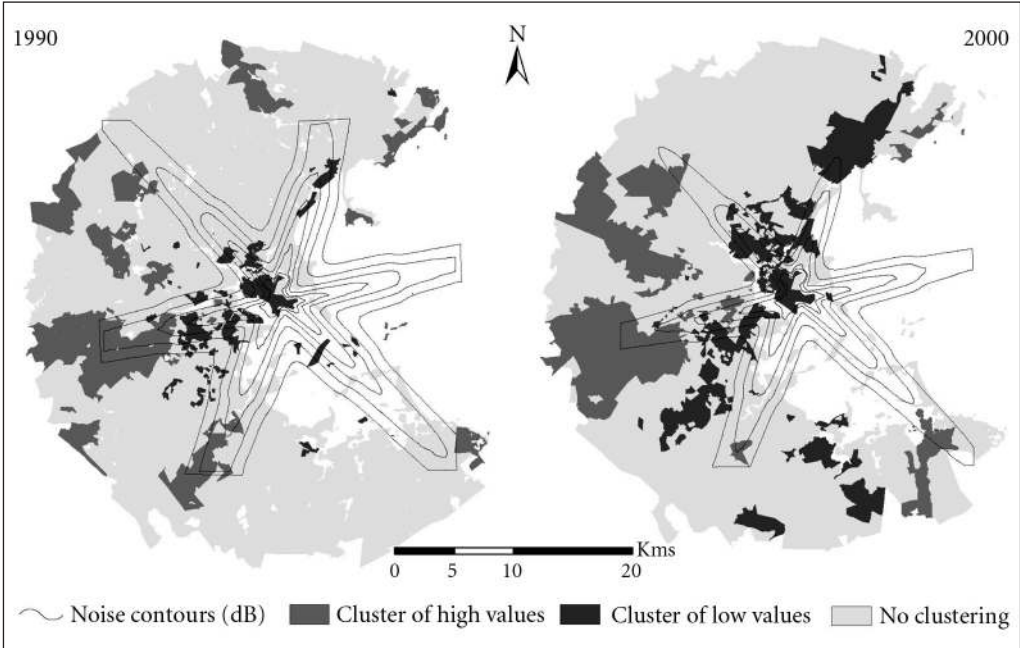 1990
N
2000
Kms
0 5 10 20
Noise contours (dB) Cluster of high values Cluster of low values No clustering